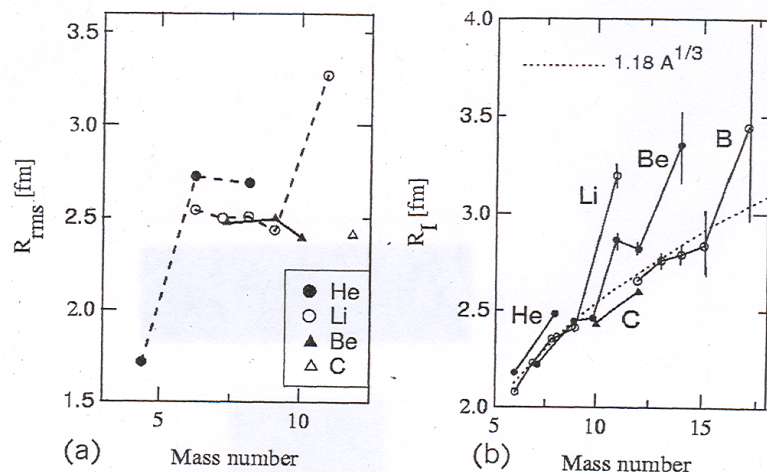 3.5
3.0
2.5
2.0
1.5
R_rms [fm]
He
Li
Be
C
5
10
(a)
Mass number
4.0
3.5
3.0
2.5
2.0
R_I [fm]
1.18 A^1/3
B
Be
Li
He
C
5
10
15
(b)
Mass number